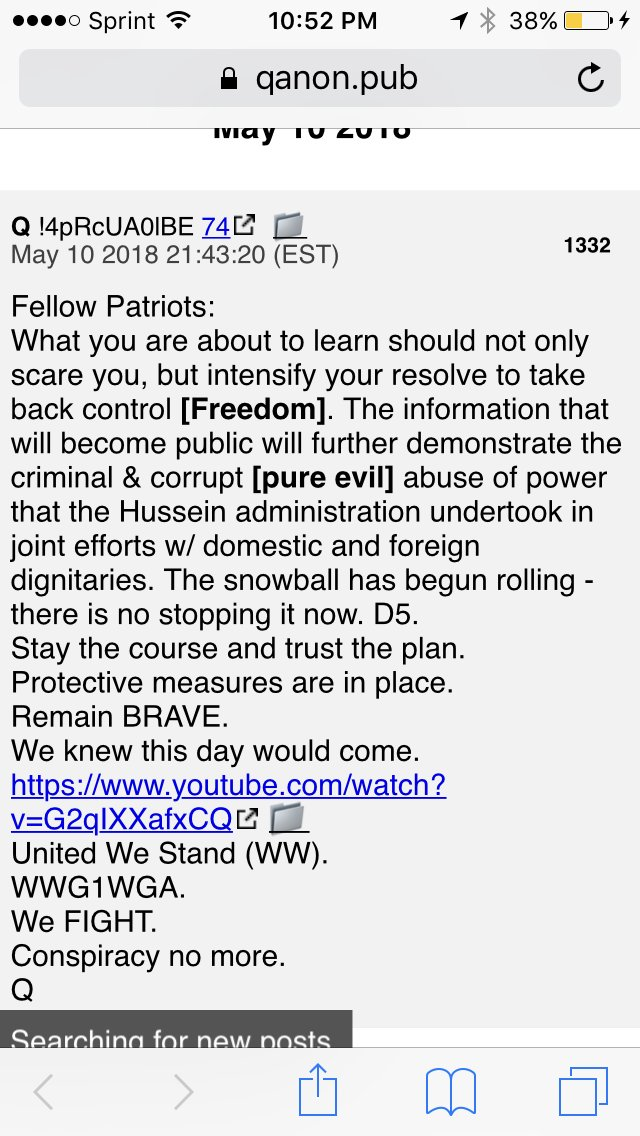 Sprint 10:52 PM 38%
qanon.pub
May 10 2018
Q !4pRcUA0lBE 74
May 10 2018 21:43:20 (EST)
1332
Fellow Patriots:
What you are about to learn should not only
scare you, but intensify your resolve to take
back control [Freedom]. The information that
will become public will further demonstrate the
criminal & corrupt [pure evil] abuse of power
that the Hussein administration undertook in
joint efforts w/ domestic and foreign
dignitaries. The snowball has begun rolling -
there is no stopping it now. D5.
Stay the course and trust the plan.
Protective measures are in place.
Remain BRAVE.
We knew this day would come.
https://www.youtube.com/watch?
v=G2qIXXafxCQ
United We Stand (WW).
WWG1WGA.
We FIGHT.
Conspiracy no more.
Q
Searching for new posts